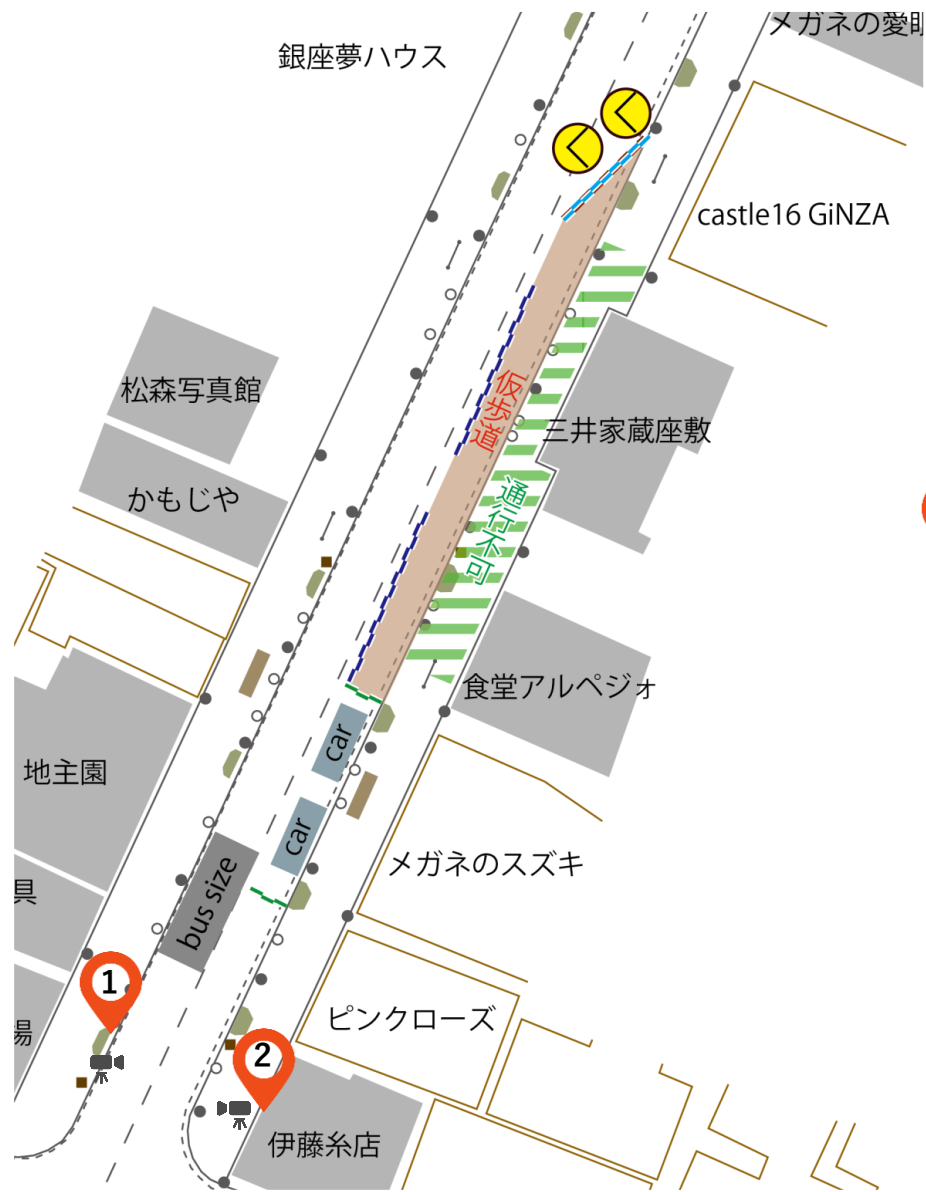 メガネの愛眼
銀座夢ハウス
castle16 GiNZA
松森写真館
仮歩道
三井家蔵座敷
かもじや
通行不可
食堂アルペジォ
car
地主園
car
メガネのスズキ
具
bus size
1
ピンクローズ
場
2
伊藤糸店